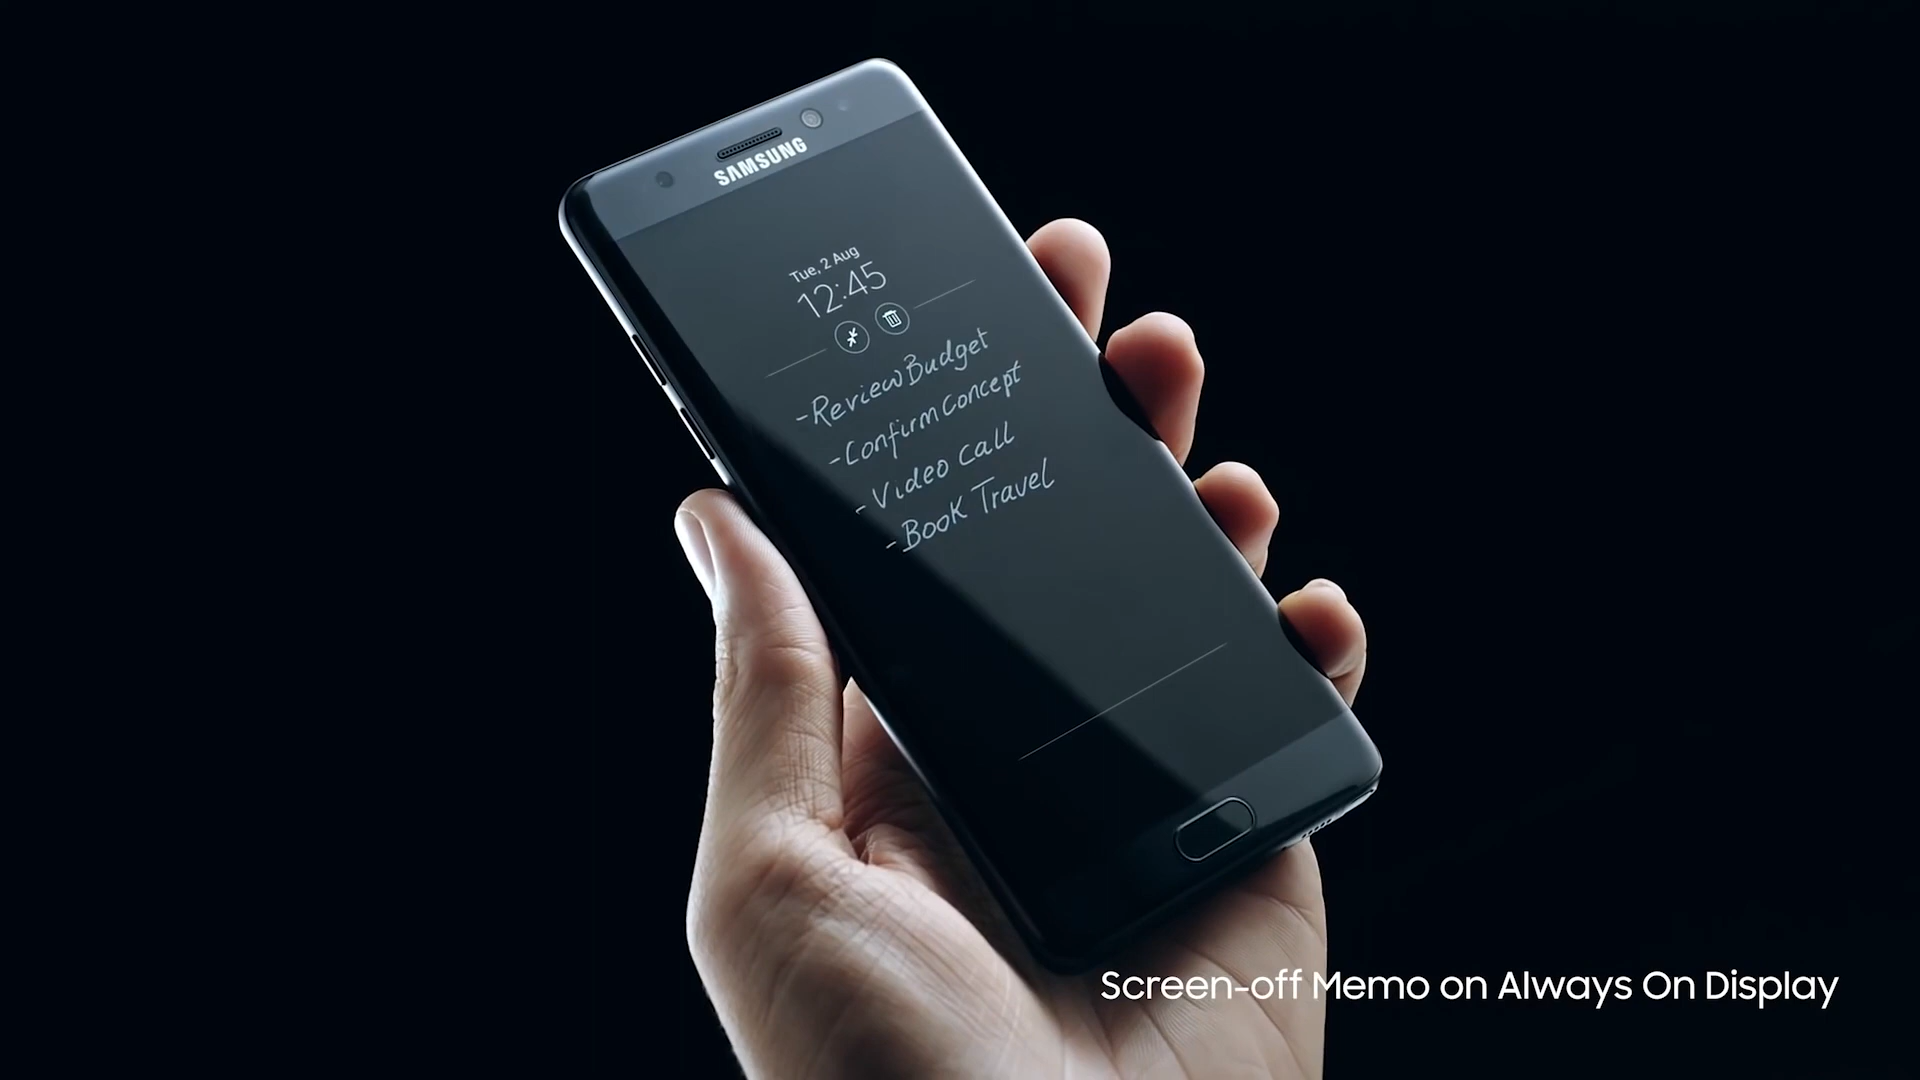 SAMSUNG
Tue, 2 Aug
12:45
- Review Budget
- Confirm Concept
- Video call
- Book Travel
Screen-off Memo on Always On Display